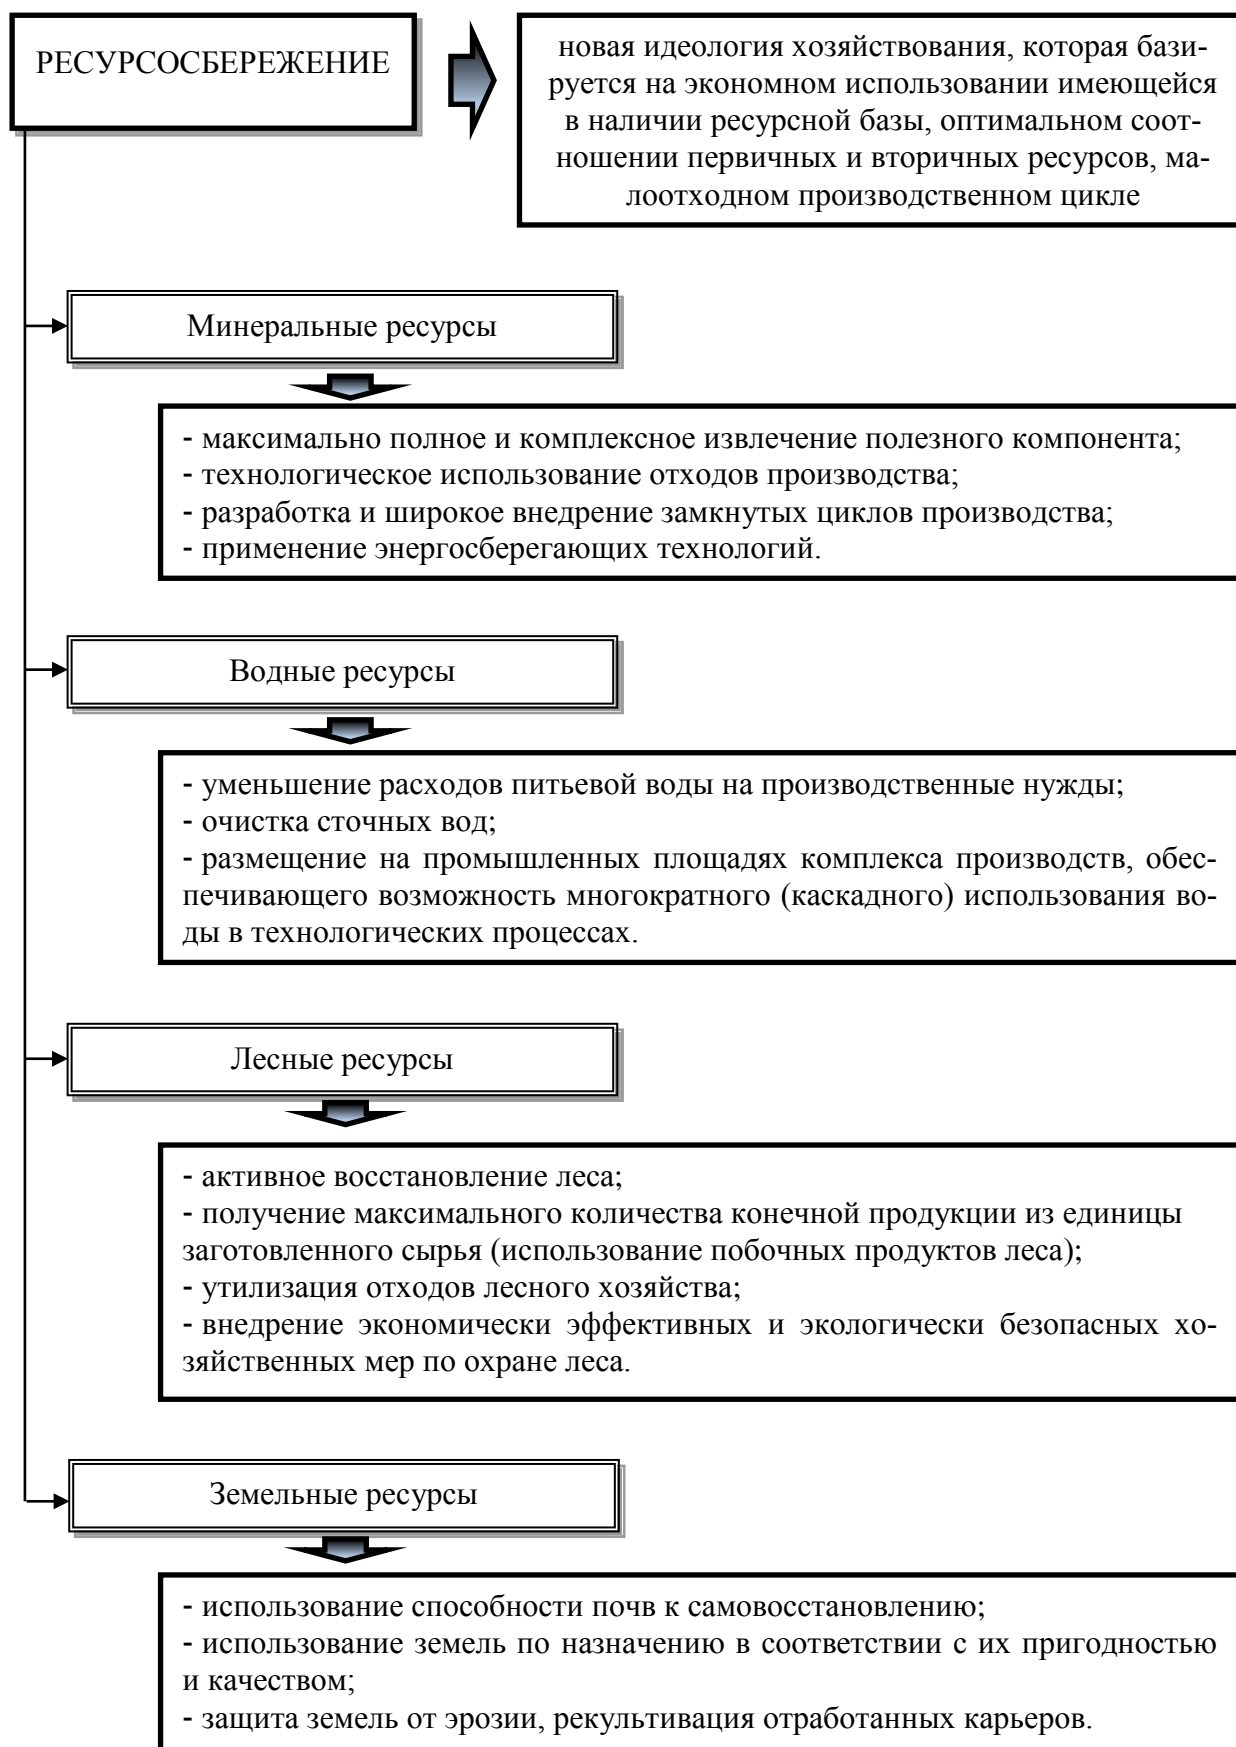 РЕСУРСОСБЕРЕЖЕНИЕ
новая идеология хозяйствования, которая бази-
руется на экономном использовании имеющейся
в наличии ресурсной базы, оптимальном соот-
ношении первичных и вторичных ресурсов, ма-
лоотходном производственном цикле
Минеральные ресурсы
- максимально полное и комплексное извлечение полезного компонента;
- технологическое использование отходов производства;
- разработка и широкое внедрение замкнутых циклов производства;
- применение энергосберегающих технологий.
Водные ресурсы
- уменьшение расходов питьевой воды на производственные нужды;
- очистка сточных вод;
- размещение на промышленных площадях комплекса производств, обес-
печивающего возможность многократного (каскадного) использования во-
ды в технологических процессах.
Лесные ресурсы
- активное восстановление леса;
- получение максимального количества конечной продукции из единицы
заготовленного сырья (использование побочных продуктов леса);
- утилизация отходов лесного хозяйства;
- внедрение экономически эффективных и экологически безопасных хо-
зяйственных мер по охране леса.
Земельные ресурсы
- использование способности почв к самовосстановлению;
- использование земель по назначению в соответствии с их пригодностью
и качеством;
- защита земель от эрозии, рекультивация отработанных карьеров.